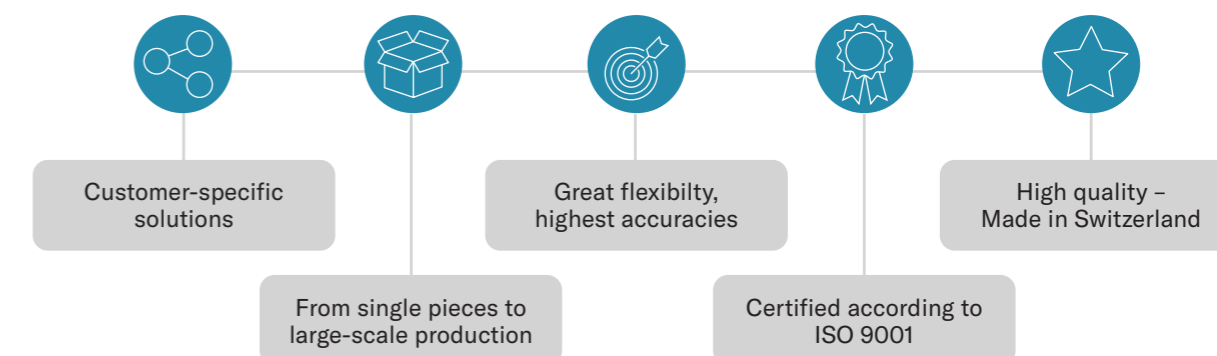 Customer-specific
solutions
From single pieces to
large-scale production
Great flexibilty,
highest accuracies
Certified according to
ISO 9001
High quality –
Made in Switzerland